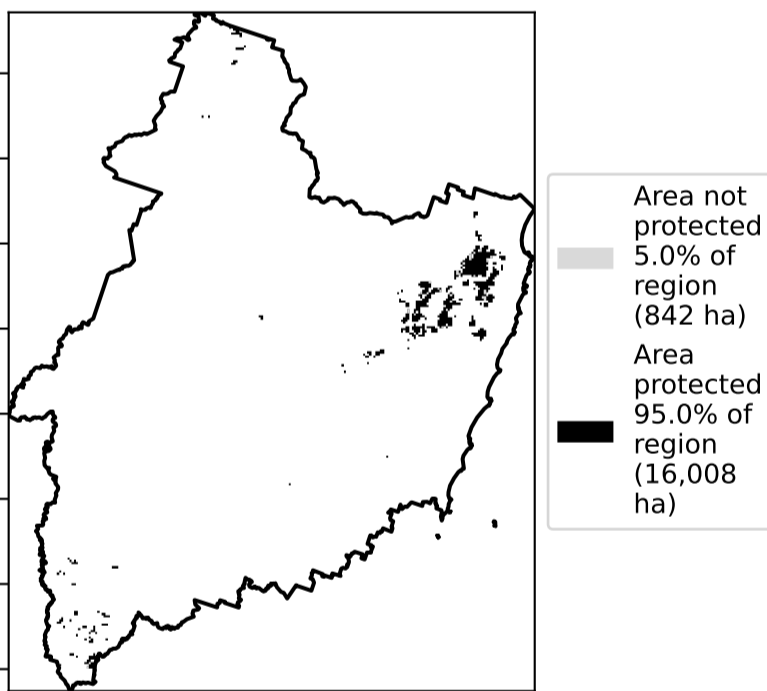 Area not
protected
5.0% of
region
(842 ha)
Area
protected
95.0% of
region
(16,008
ha)